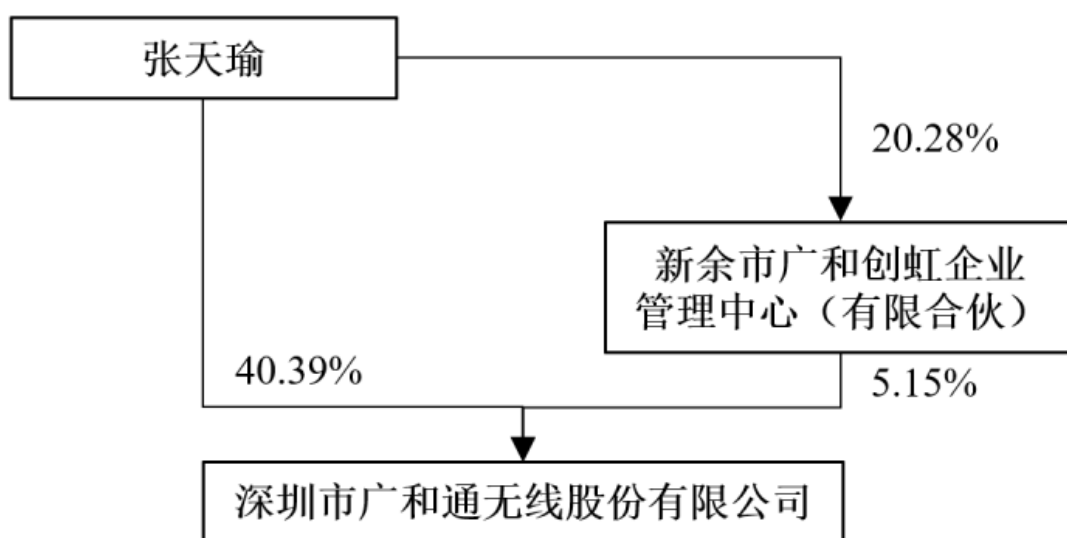 张天瑜
20.28%
新余市广和创虹企业
管理中心（有限合伙）
40.39%
5.15%
深圳市广和通无线股份有限公司